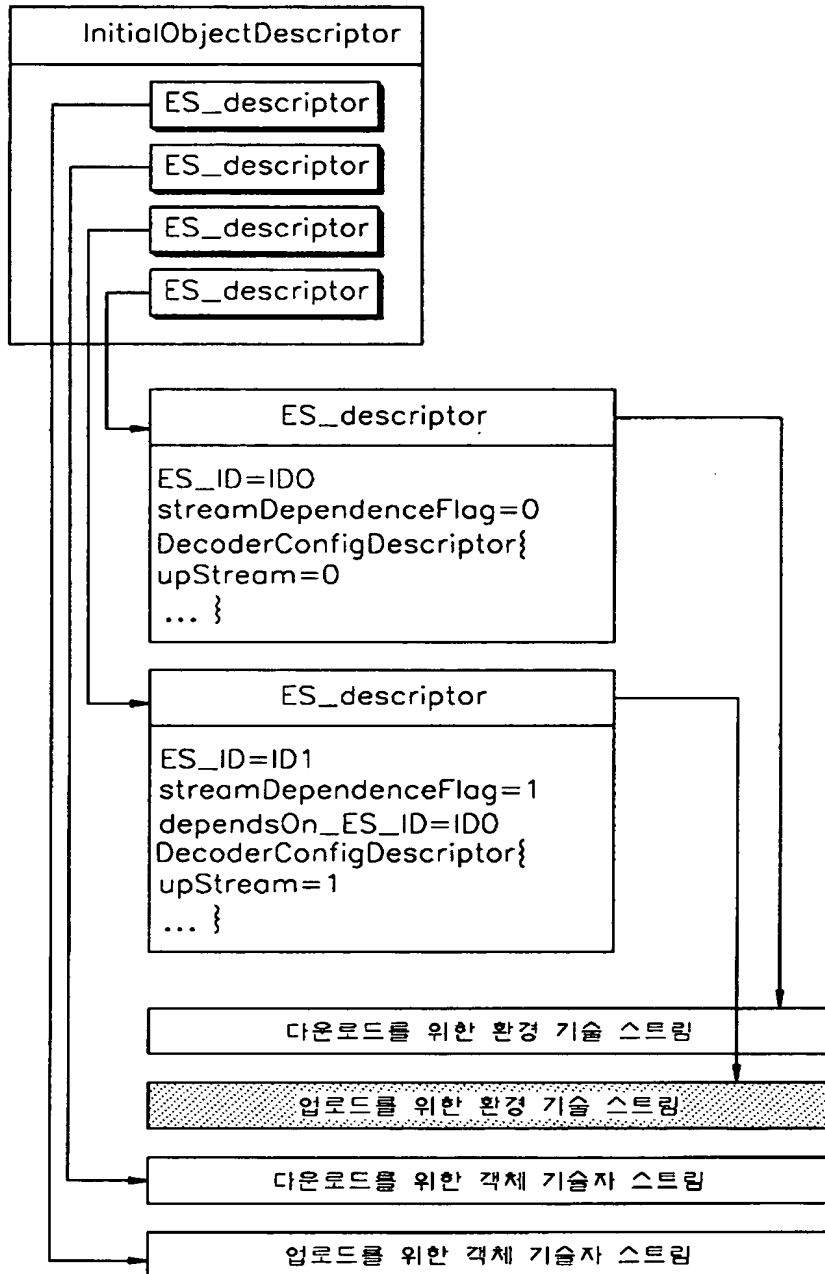 InitialObjectDescriptor
ES_descriptor
ES_descriptor
ES_descriptor
ES_descriptor
ES_descriptor
ES_ID=ID0
streamDependenceFlag=0
DecoderConfigDescriptor{
upStream=0
... }
ES_descriptor
ES_ID=ID1
streamDependenceFlag=1
dependsOn_ES_ID=ID0
DecoderConfigDescriptor{
upStream=1
... }
다운로드를 위한 환경 기술 스트림
업로드를 위한 환경 기술 스트림
다운로드를 위한 객체 기술자 스트림
업로드를 위한 객체 기술자 스트림